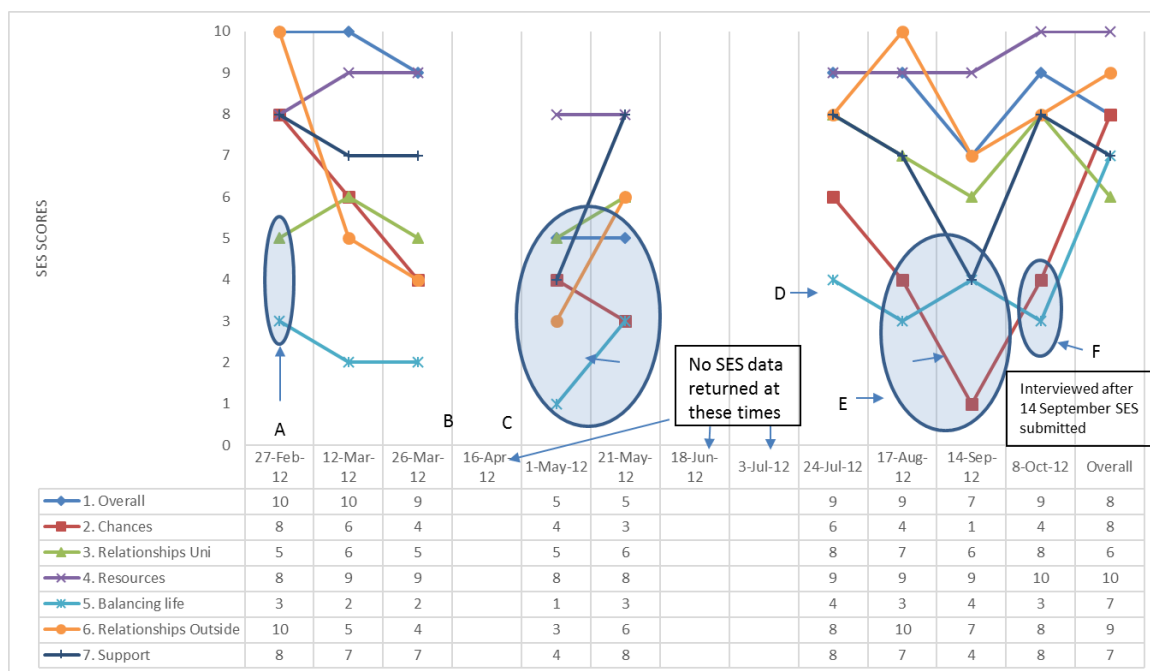 10
9
8
7
6
5
4
3
2
1
0
SES SCORES
A
B
C
D
E
F
No SES data
returned at
these times
Interviewed after
14 September SES
submitted
27-Feb-12 12-Mar-12 26-Mar-12 16-Apr-12 1-May-12 21-May-12 18-Jun-12 3-Jul-12 24-Jul-12 17-Aug-12 14-Sep-12 8-Oct-12 Overall
1. Overall 10 10 9 5 5 9 9 7 9 8
2. Chances 8 6 4 4 3 6 4 1 4 8
3. Relationships Uni 5 6 5 5 6 8 7 6 8 6
4. Resources 8 9 9 8 8 9 9 9 10 10
5. Balancing life 3 2 2 1 3 4 3 4 3 7
6. Relationships Outside 10 5 4 3 6 8 10 7 8 9
7. Support 8 7 7 4 8 8 7 4 8 7